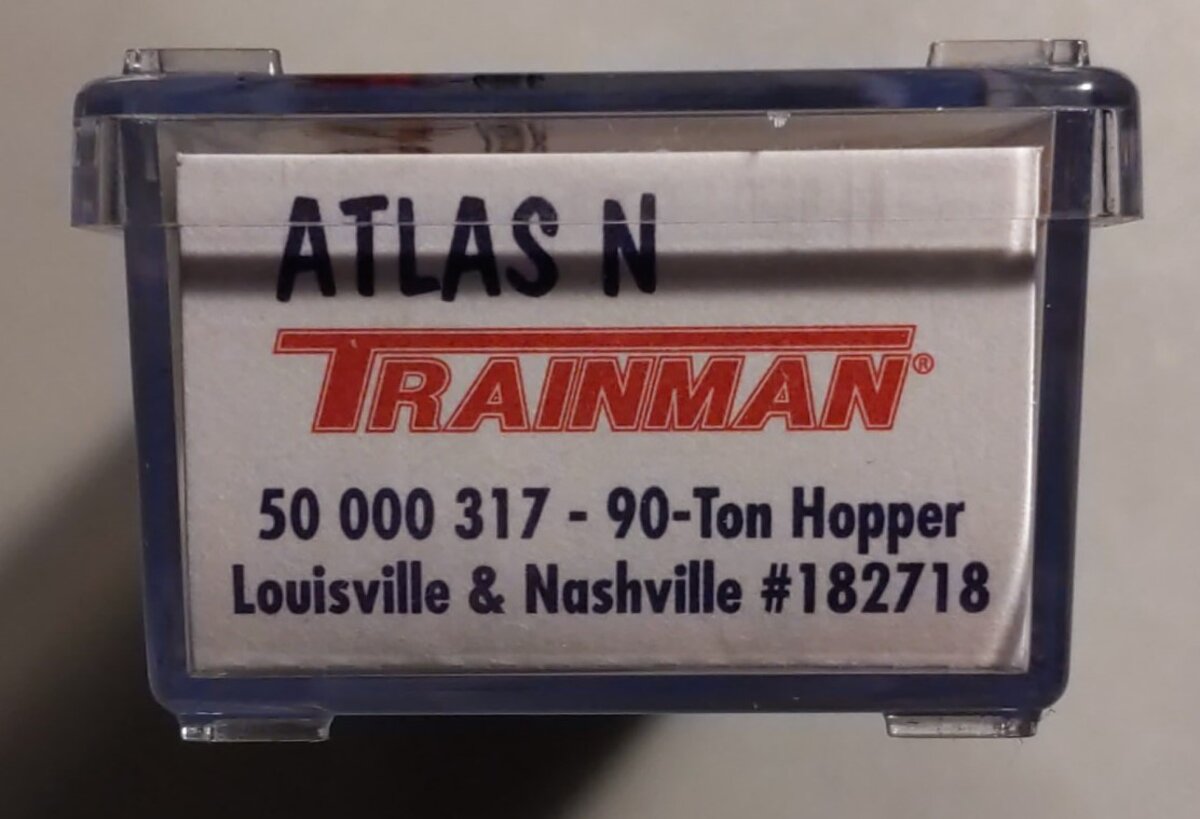 ATLAS N
TRAINMAN®
50 000 317 - 90-Ton Hopper
Louisville & Nashville #182718